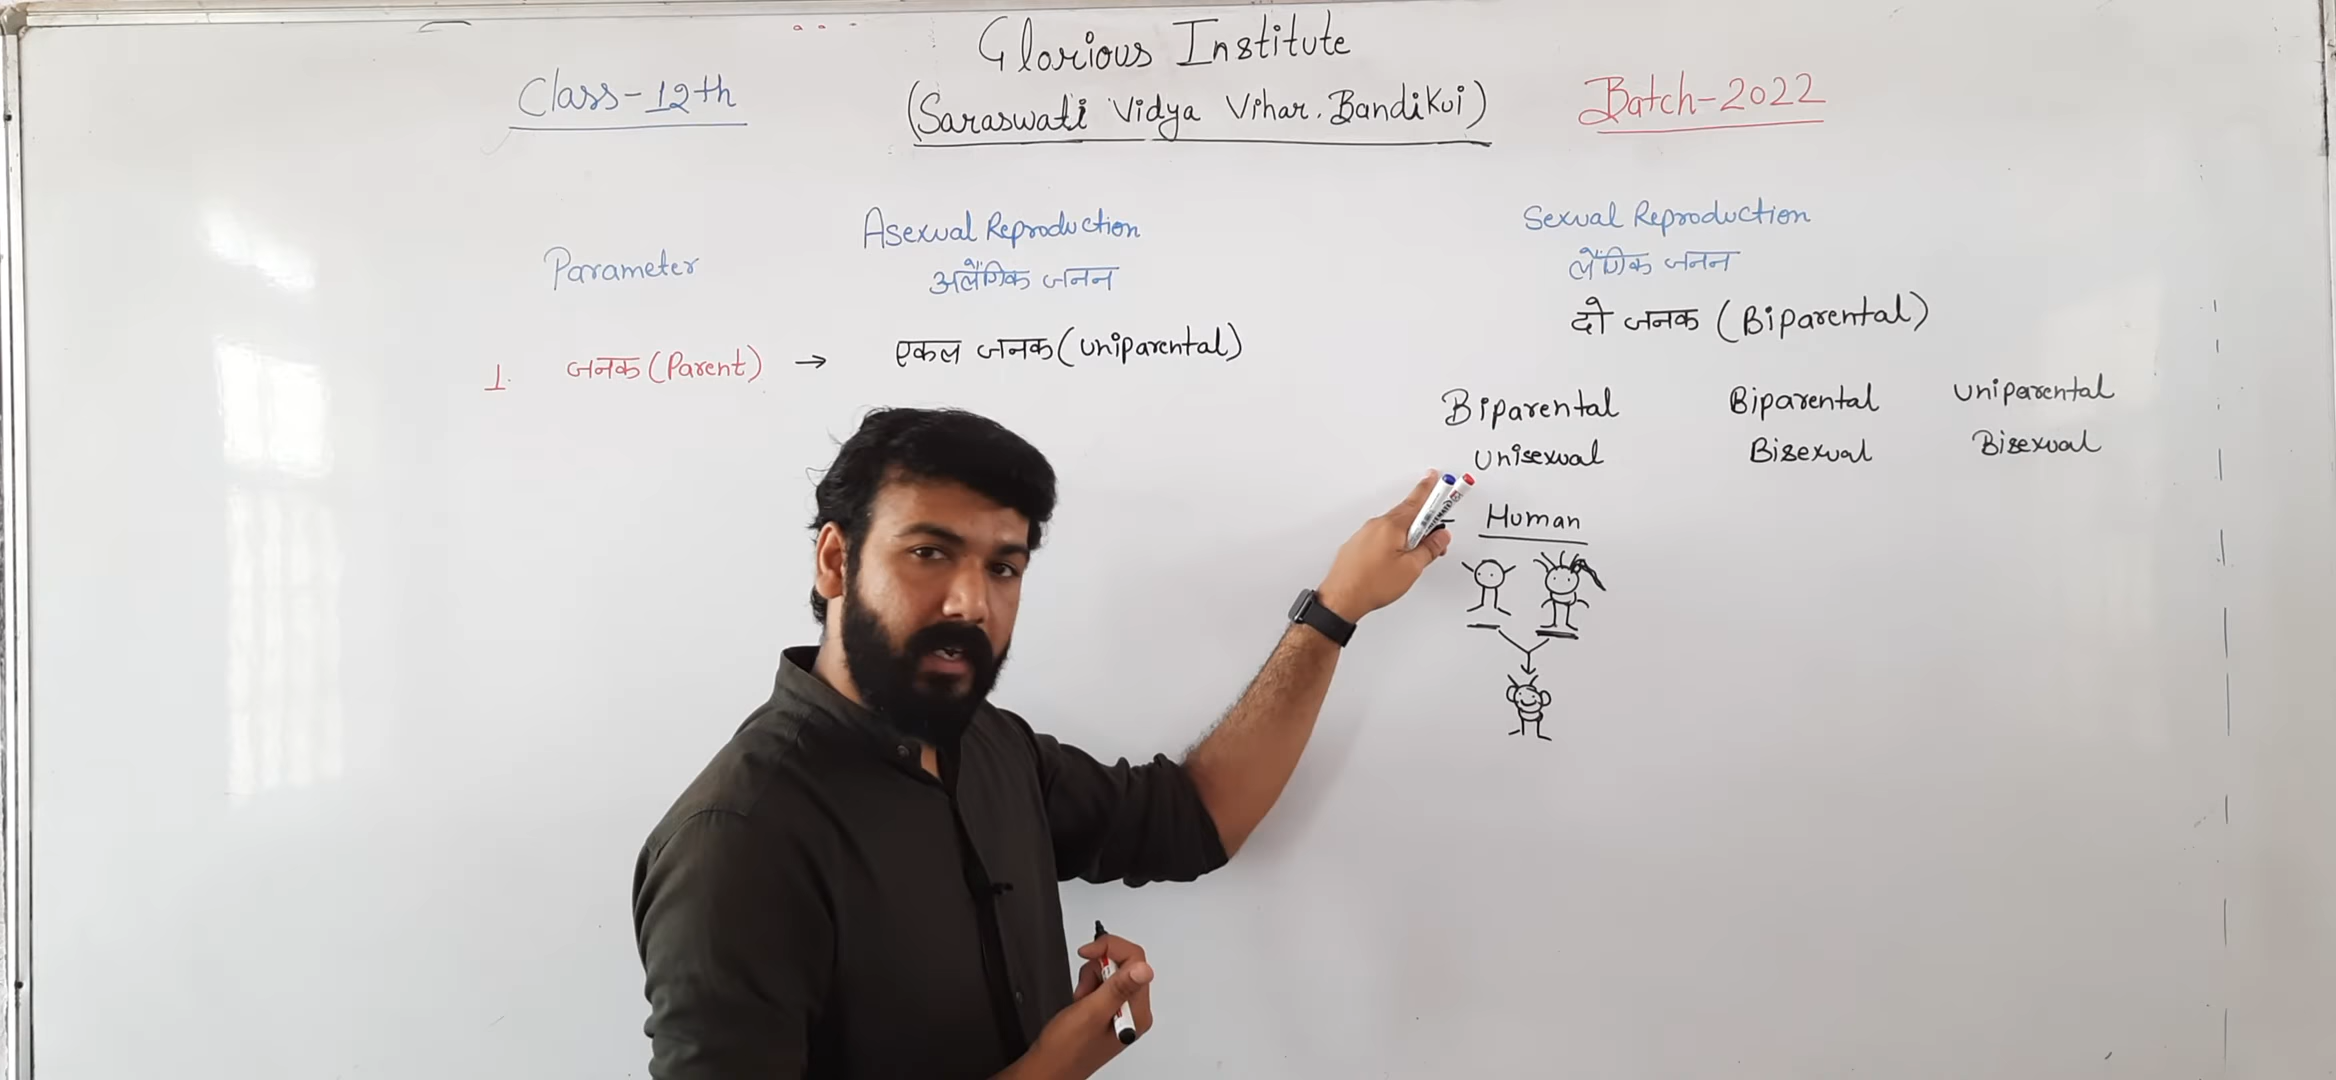 Glorious Institute
Class-12th
(Saraswati Vidya Vihar. Bandikui)
Batch-2022
Parameter
Asexual Reproduction
अलैंगिक जनन
Sexual Reproduction
लैंगिक जनन
1. जनक (Parent) → एकल जनक (Uniparental)
दो जनक (Biparental)
Biparental
Unisexual
Biparental
Bisexual
Uniparental
Bisexual
Human